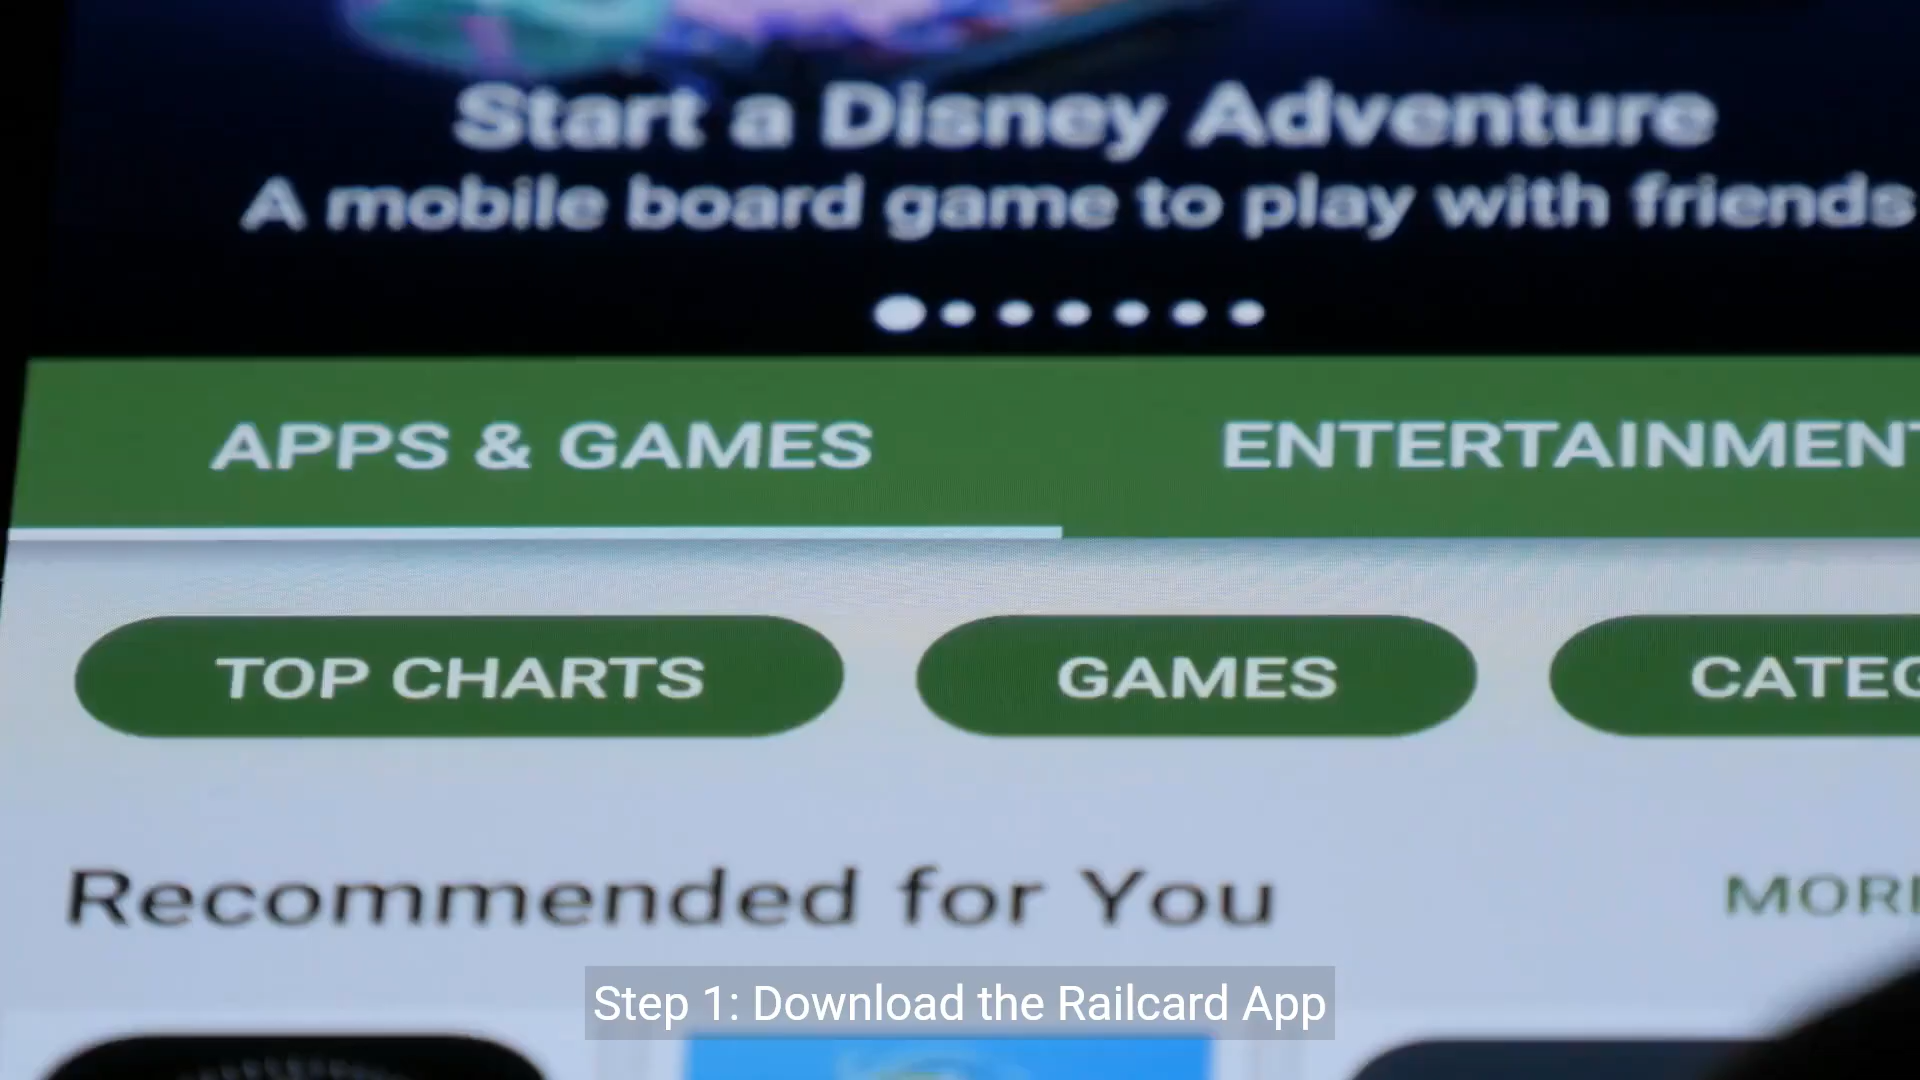 Start a Disney Adventure
A mobile board game to play with friends
APPS & GAMES
ENTERTAINMENT
TOP CHARTS
GAMES
CATEG
Recommended for You
MORE
Step 1: Download the Railcard App